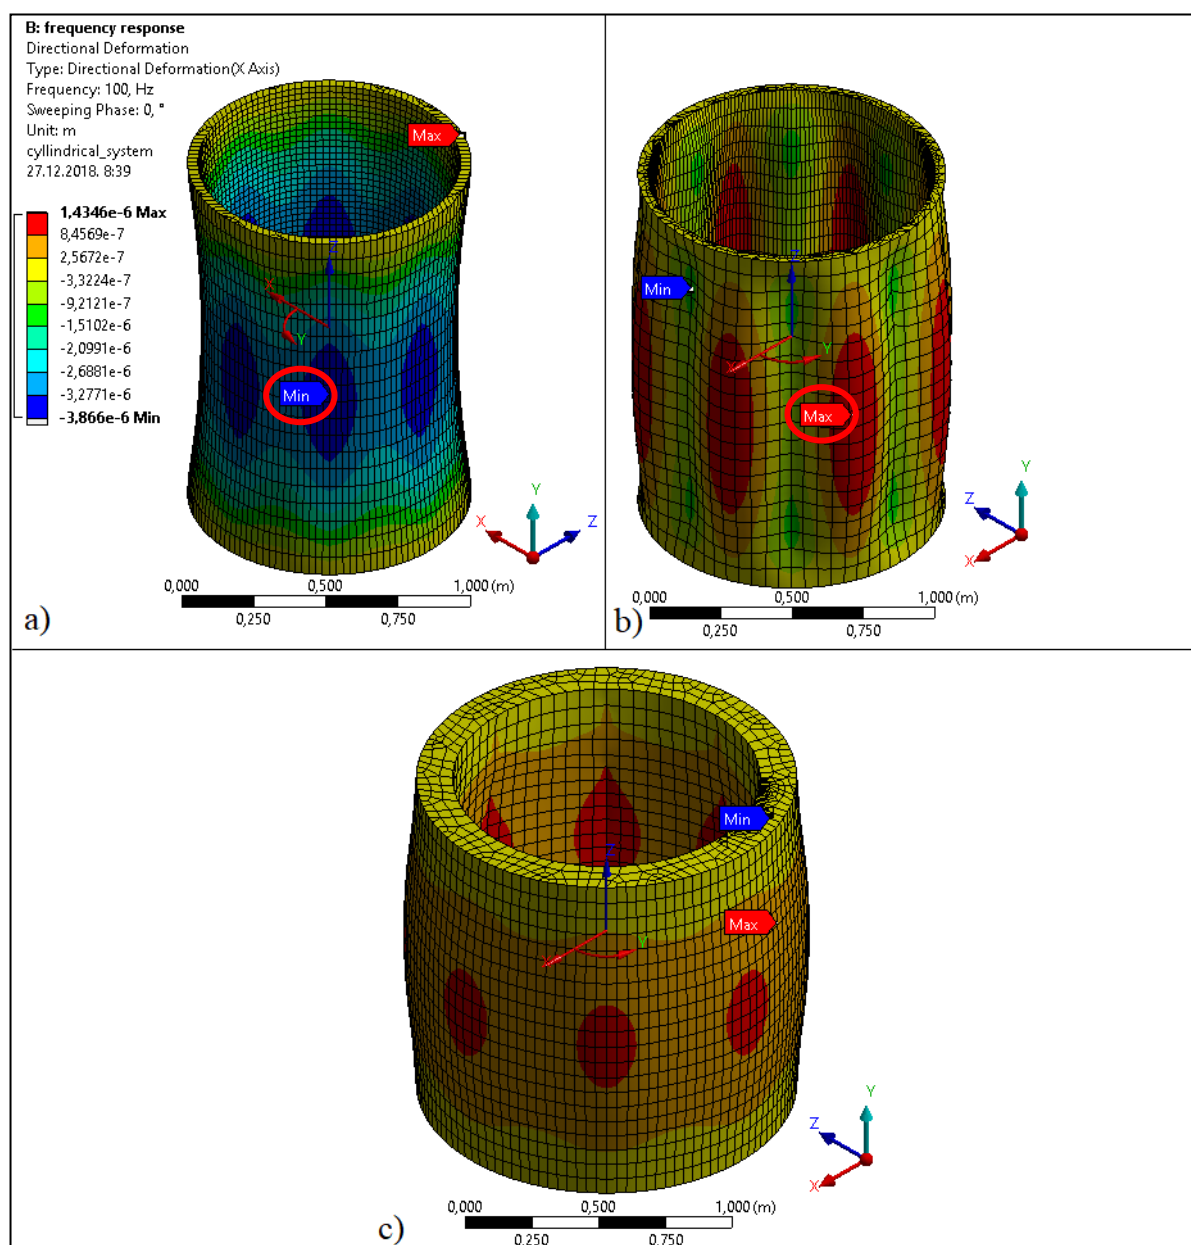 B: frequency response
Directional Deformation
Type: Directional Deformation(X Axis)
Frequency: 100, Hz
Sweeping Phase: 0, °
Unit: m
cyllindrical_system
27.12.2018. 8:39
1,4346e-6 Max
8,4569e-7
2,5672e-7
-3,3224e-7
-9,2121e-7
-1,5102e-6
-2,0991e-6
-2,6881e-6
-3,2771e-6
-3,866e-6 Min
Max
Z
X
Y
Min
Y
X
Z
0,000
0,500
1,000 (m)
0,250
0,750
a)
Min
Z
Y
X
Max
Y
Z
X
0,000
0,500
1,000 (m)
0,250
0,750
b)
Min
Z
Max
Y
Y
Z
X
0,000
0,500
1,000 (m)
0,250
0,750
c)